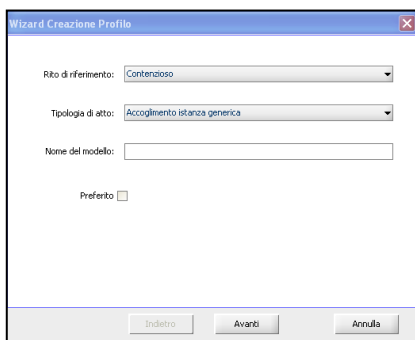 Wizard Creazione Profilo
Rito di riferimento: Contenzioso
Tipologia di atto: Accoglimento istanza generica
Nome del modello:
Preferito
Indietro Avanti Annulla